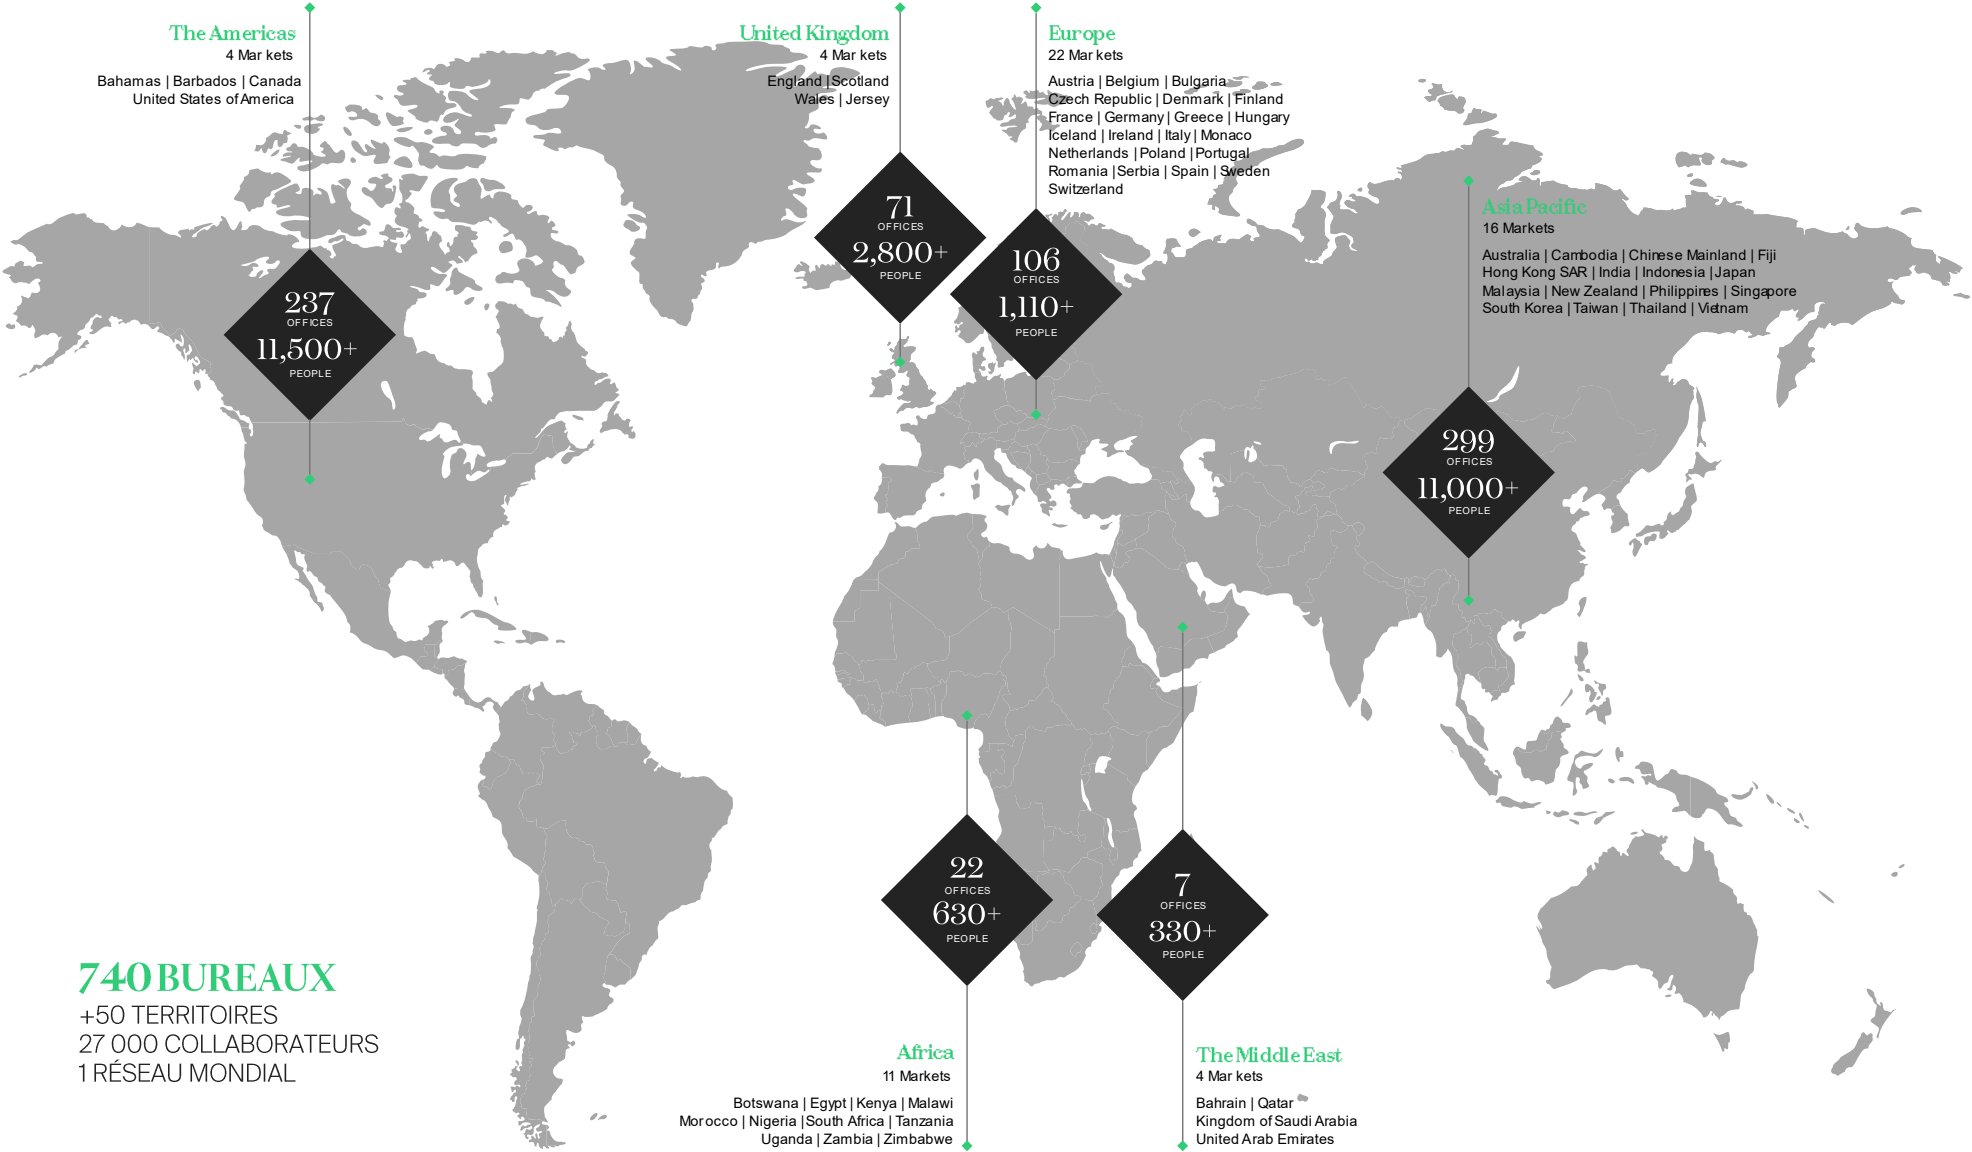 The Americas
4 Markets
Bahamas | Barbados | Canada
United States of America
237
OFFICES
11,500+
PEOPLE
United Kingdom
4 Markets
England | Scotland
Wales | Jersey
71
OFFICES
2,800+
PEOPLE
Europe
22 Markets
Austria | Belgium | Bulgaria
Czech Republic | Denmark | Finland
France | Germany | Greece | Hungary
Iceland | Ireland | Italy | Monaco
Netherlands | Poland | Portugal
Romania | Serbia | Spain | Sweden
Switzerland
106
OFFICES
1,110+
PEOPLE
Asia Pacific
16 Markets
Australia | Cambodia | Chinese Mainland | Fiji
Hong Kong SAR | India | Indonesia | Japan
Malaysia | New Zealand | Philippines | Singapore
South Korea | Taiwan | Thailand | Vietnam
299
OFFICES
11,000+
PEOPLE
22
OFFICES
630+
PEOPLE
Africa
11 Markets
Botswana | Egypt | Kenya | Malawi
Morocco | Nigeria | South Africa | Tanzania
Uganda | Zambia | Zimbabwe
7
OFFICES
330+
PEOPLE
The Middle East
4 Markets
Bahrain | Qatar
Kingdom of Saudi Arabia
United Arab Emirates
740 BUREAUX
+50 TERRITOIRES
27 000 COLLABORATEURS
1 RÉSEAU MONDIAL